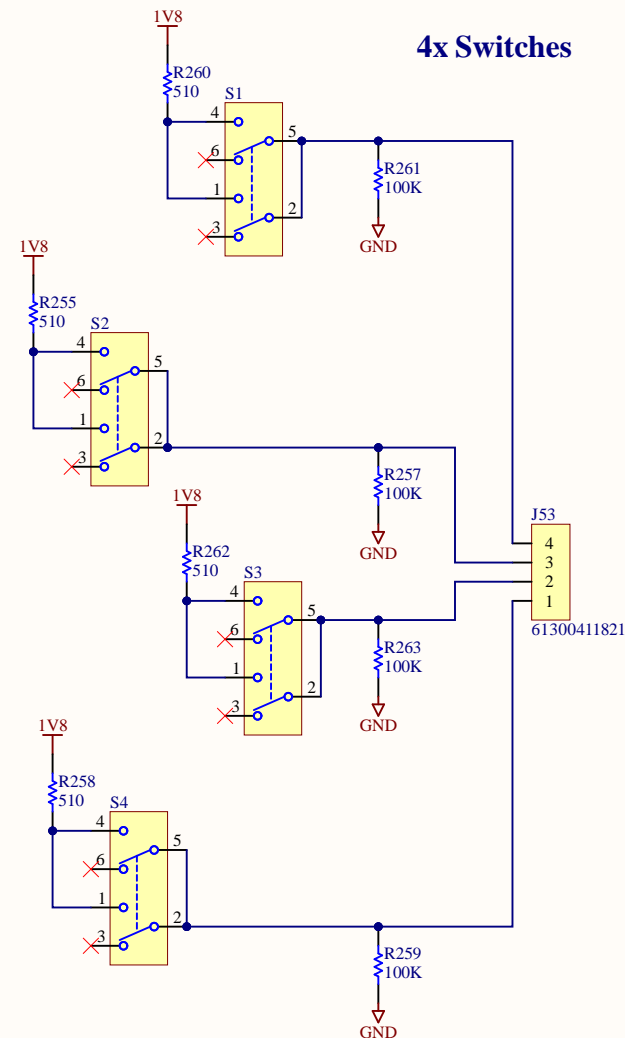 4x Switches
1V8
R260
510
S1
4
6
1
3
5
2
R261
100K
GND
1V8
R255
510
S2
4
6
1
3
5
2
R257
100K
GND
1V8
R262
510
S3
4
6
1
3
5
2
R263
100K
GND
J53
4
3
2
1
61300411821
1V8
R258
510
S4
4
6
1
3
5
2
R259
100K
GND